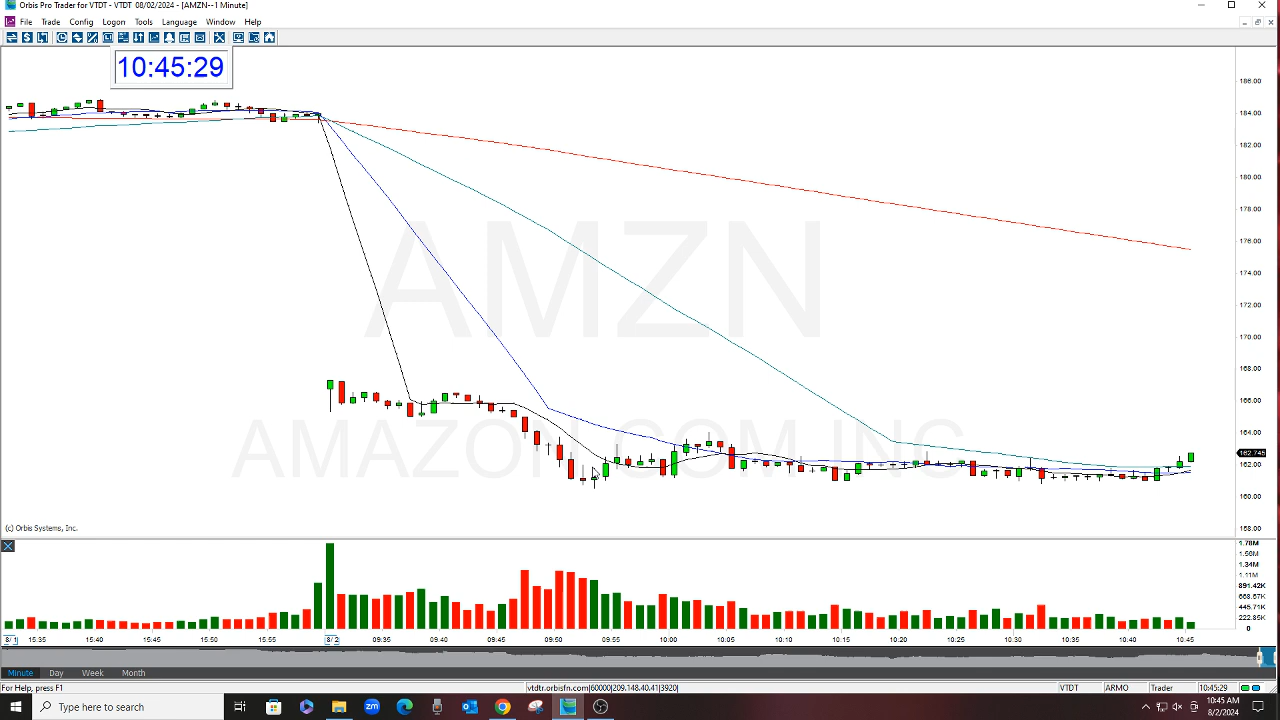 Orbis Pro Trader for VTDT - VTDT 08/02/2024 - [AMZN--1 Minute]
File Trade Config Logon Tools Language Window Help
10:45:29
186.00
184.00
182.00
180.00
178.00
176.00
174.00
172.00
170.00
168.00
166.00
164.00
162.745
162.00
160.00
158.00
AMZN
AMAZON.COM INC
(c) Orbis Systems, Inc.
1.78M
1.56M
1.34M
1.11M
891.42K
668.57K
445.71K
222.85K
0
8/1 15:35 15:40 15:45 15:50 15:55 8/2 09:35 09:40 09:45 09:50 09:55 10:00 10:05 10:10 10:15 10:20 10:25 10:30 10:35 10:40 10:45
Minute Day Week Month
For Help, press F1 vtdtr.orbisfn.com|60000|209.148.40.41|3920| VTDT ARMO Trader 10:45:29
Type here to search
10:45 AM
8/2/2024